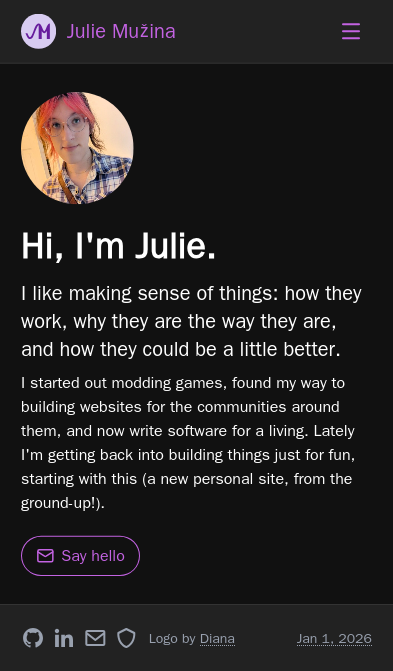 Julie Mužina
Hi, I'm Julie.
I like making sense of things: how they
work, why they are the way they are,
and how they could be a little better.
I started out modding games, found my way to
building websites for the communities around
them, and now write software for a living. Lately
I'm getting back into building things just for fun,
starting with this (a new personal site, from the
ground-up!).
Say hello
Logo by Diana
Jan 1, 2026